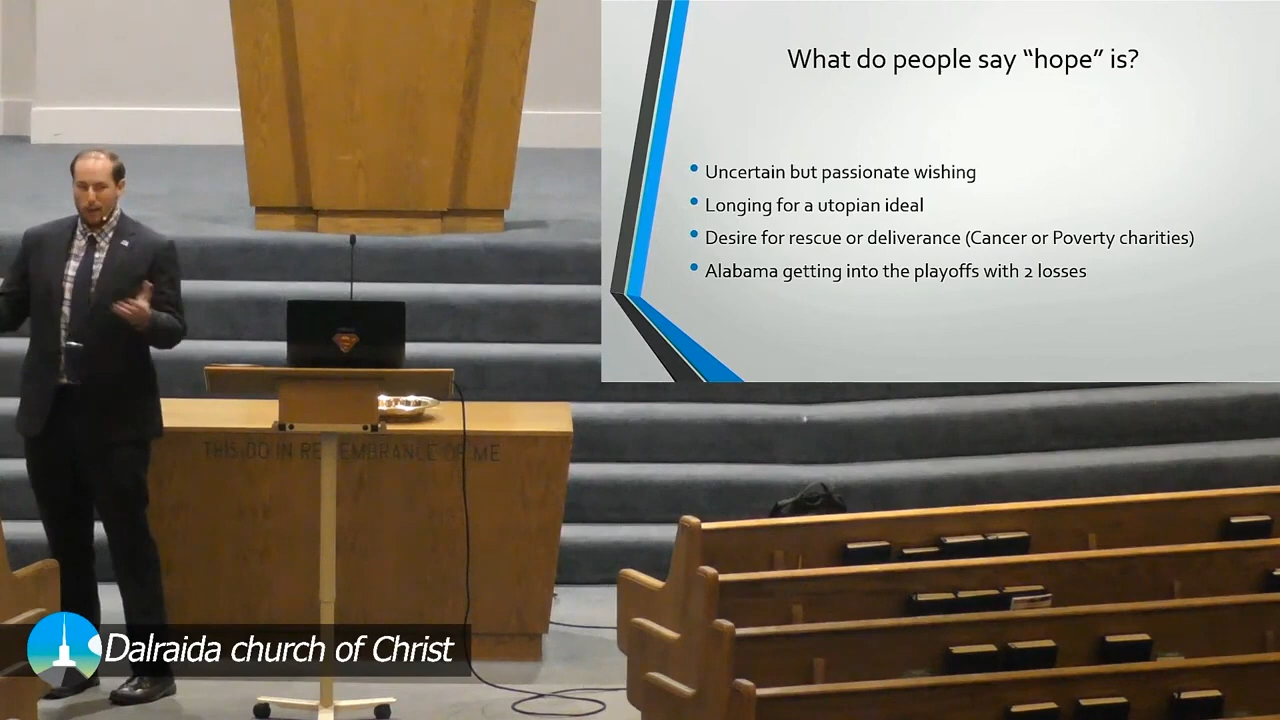 What do people say “hope” is?
Uncertain but passionate wishing
Longing for a utopian ideal
Desire for rescue or deliverance (Cancer or Poverty charities)
Alabama getting into the playoffs with 2 losses
THIS DO IN RE EMBRANCE OF ME
Dalraida church of Christ